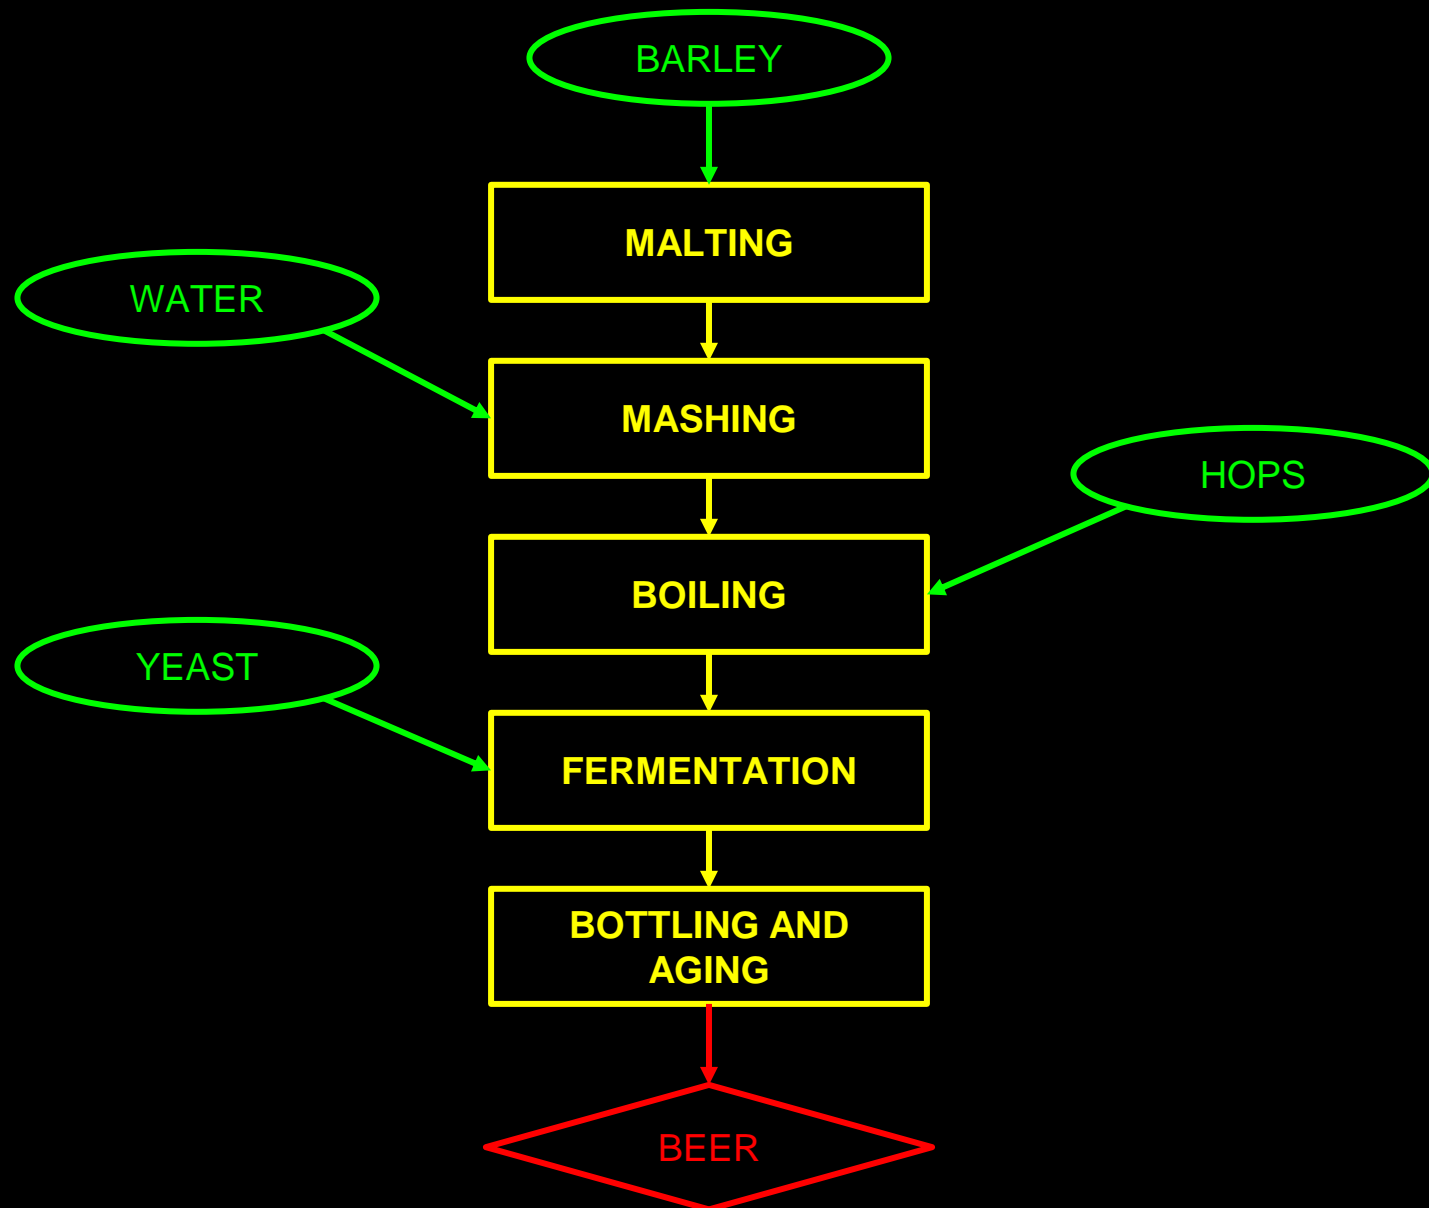 BARLEY
MALTING
WATER
MASHING
HOPS
BOILING
YEAST
FERMENTATION
BOTTLING AND
AGING
BEER